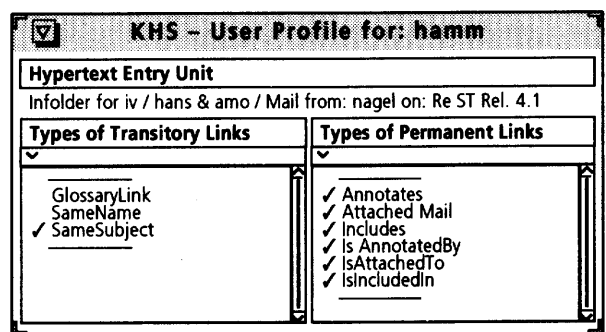 KHS – User Profile for: hamm
Hypertext Entry Unit
Infolder for iv / hans & amo / Mail from: nagel on: Re ST Rel. 4.1
Types of Transitory Links
Types of Permanent Links
GlossaryLink
SameName
✓ SameSubject
✓ Annotates
✓ Attached Mail
✓ Includes
✓ Is AnnotatedBy
✓ IsAttachedTo
✓ IsIncludedIn